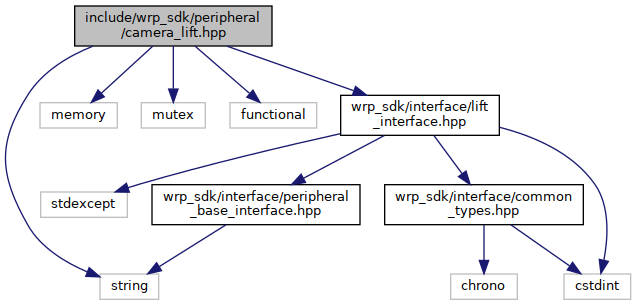 include/wrp_sdk/peripheral
/camera_lift.hpp
memory
mutex
functional
wrp_sdk/interface/lift
_interface.hpp
stdexcept
wrp_sdk/interface/peripheral
_base_interface.hpp
wrp_sdk/interface/common
_types.hpp
string
chrono
cstdint